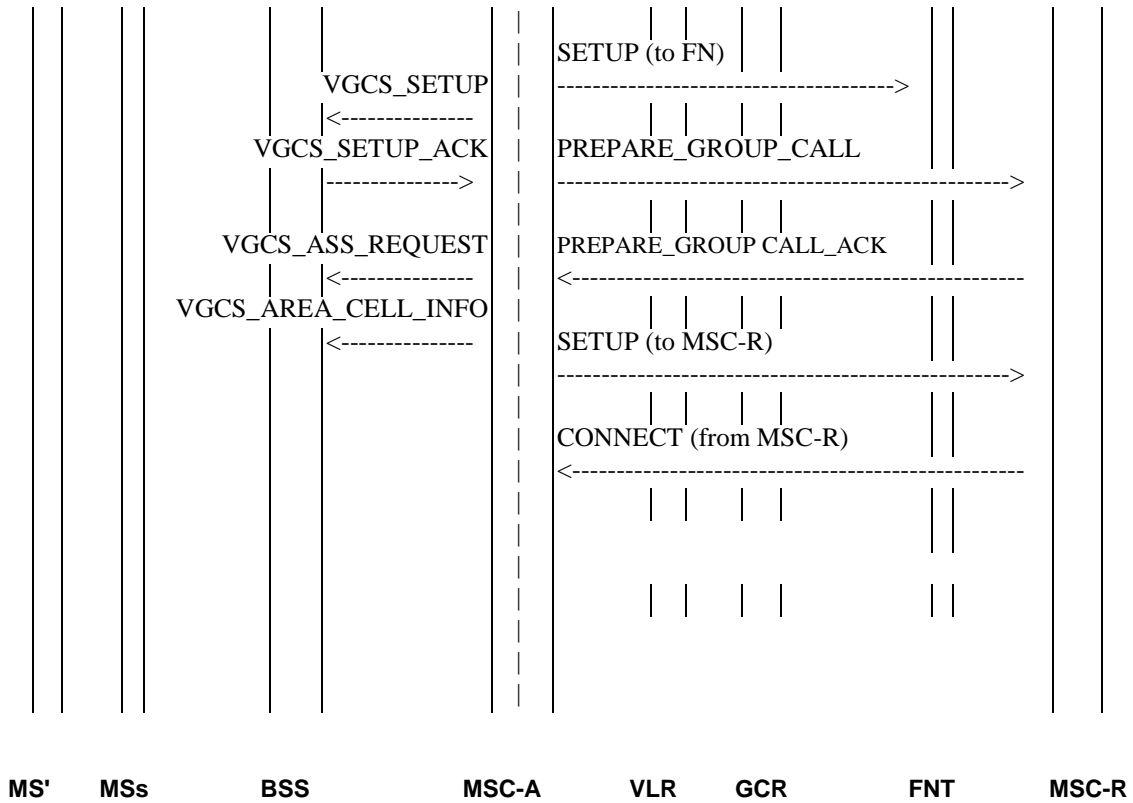 SETUP (to FN)
VGCS_SETUP
VGCS_SETUP_ACK
PREPARE_GROUP_CALL
VGCS_ASS_REQUEST
PREPARE_GROUP CALL_ACK
VGCS_AREA_CELL_INFO
SETUP (to MSC-R)
CONNECT (from MSC-R)
MS' MSs BSS MSC-A VLR GCR FNT MSC-R